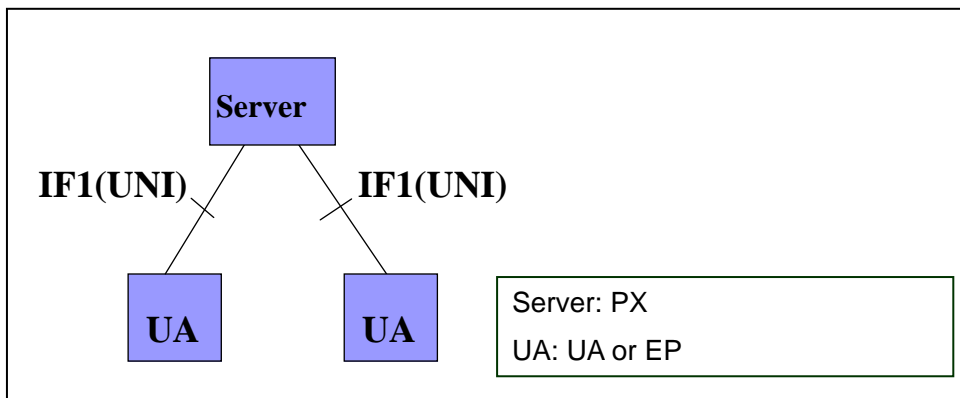 Server
IF1(UNI) IF1(UNI)
UA UA
Server: PX
UA: UA or EP